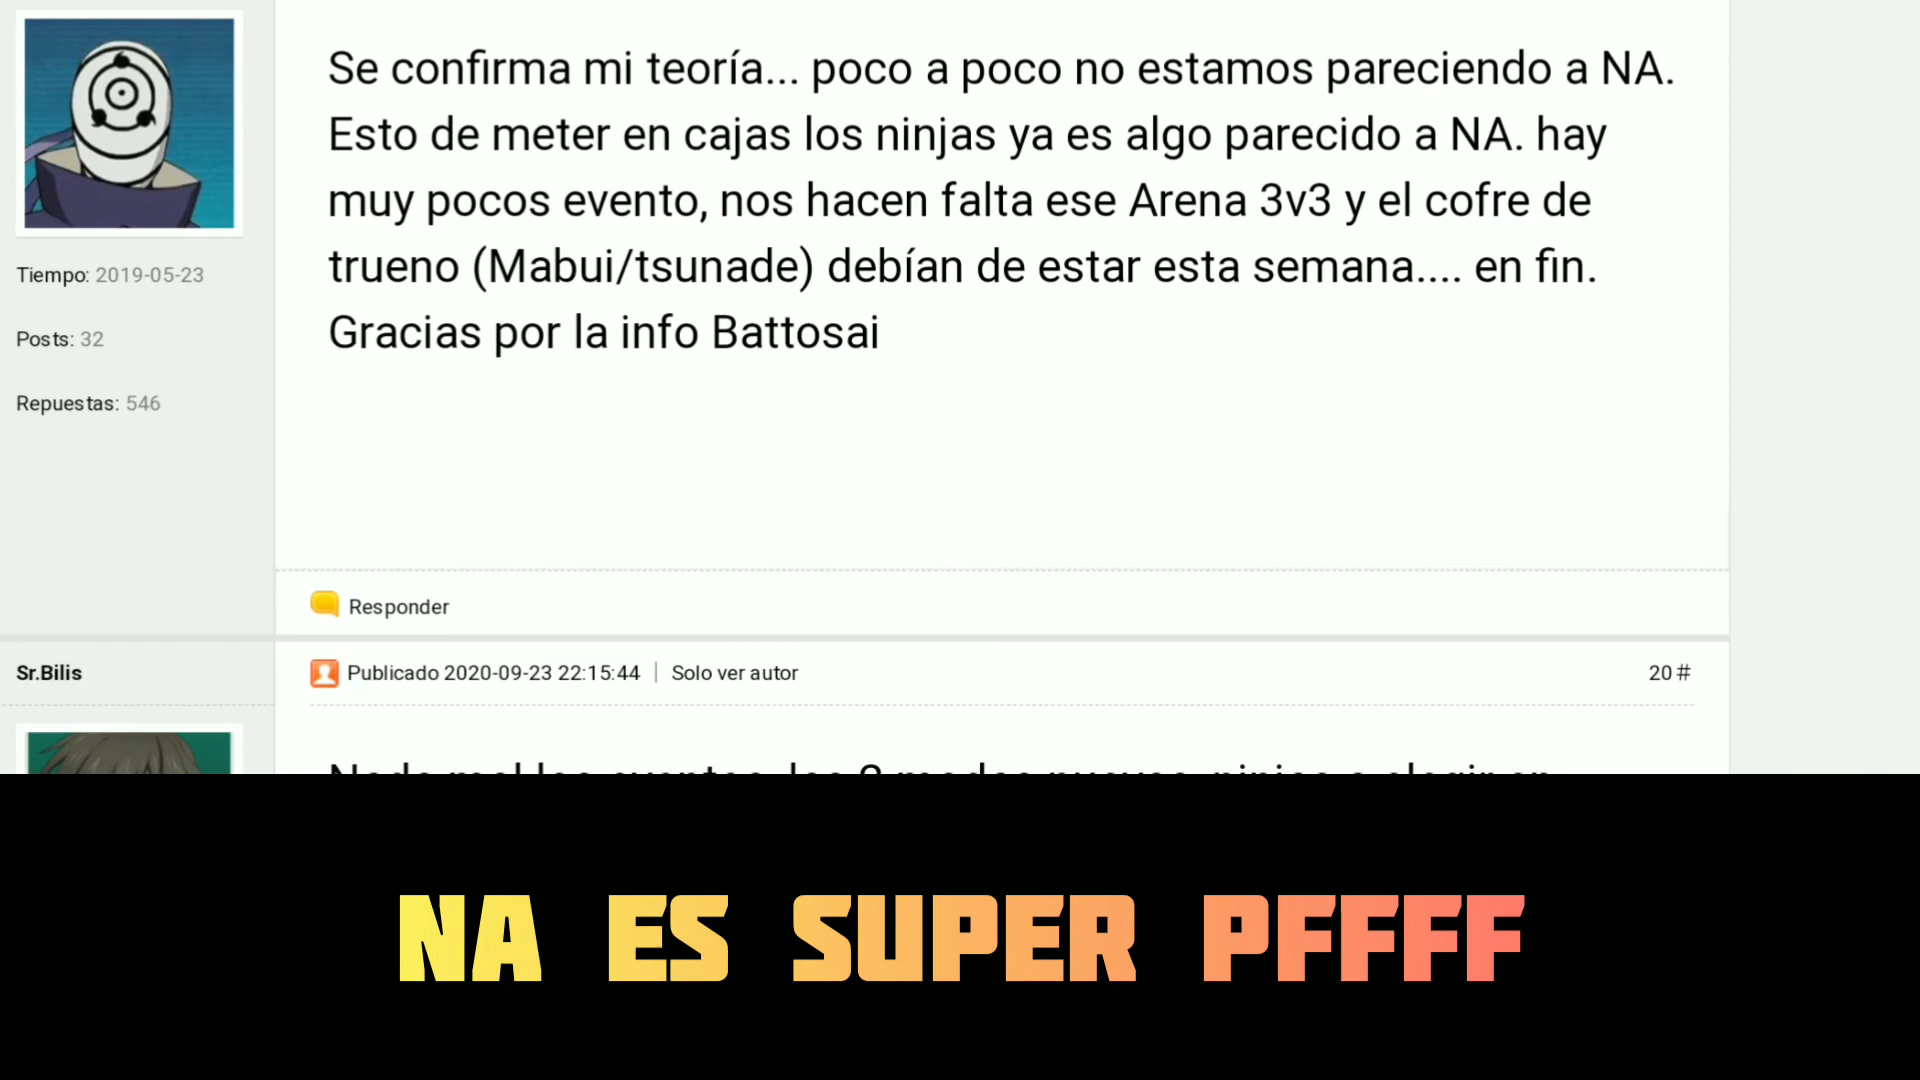 Se confirma mi teoría... poco a poco no estamos pareciendo a NA.
Esto de meter en cajas los ninjas ya es algo parecido a NA. hay
muy pocos evento, nos hacen falta ese Arena 3v3 y el cofre de
trueno (Mabui/tsunade) debían de estar esta semana.... en fin.
Gracias por la info Battosai
Tiempo: 2019-05-23
Posts: 32
Repuestas: 546
Responder
Sr.Bilis
Publicado 2020-09-23 22:15:44 | Solo ver autor
20#
NA ES SUPER PFFFF